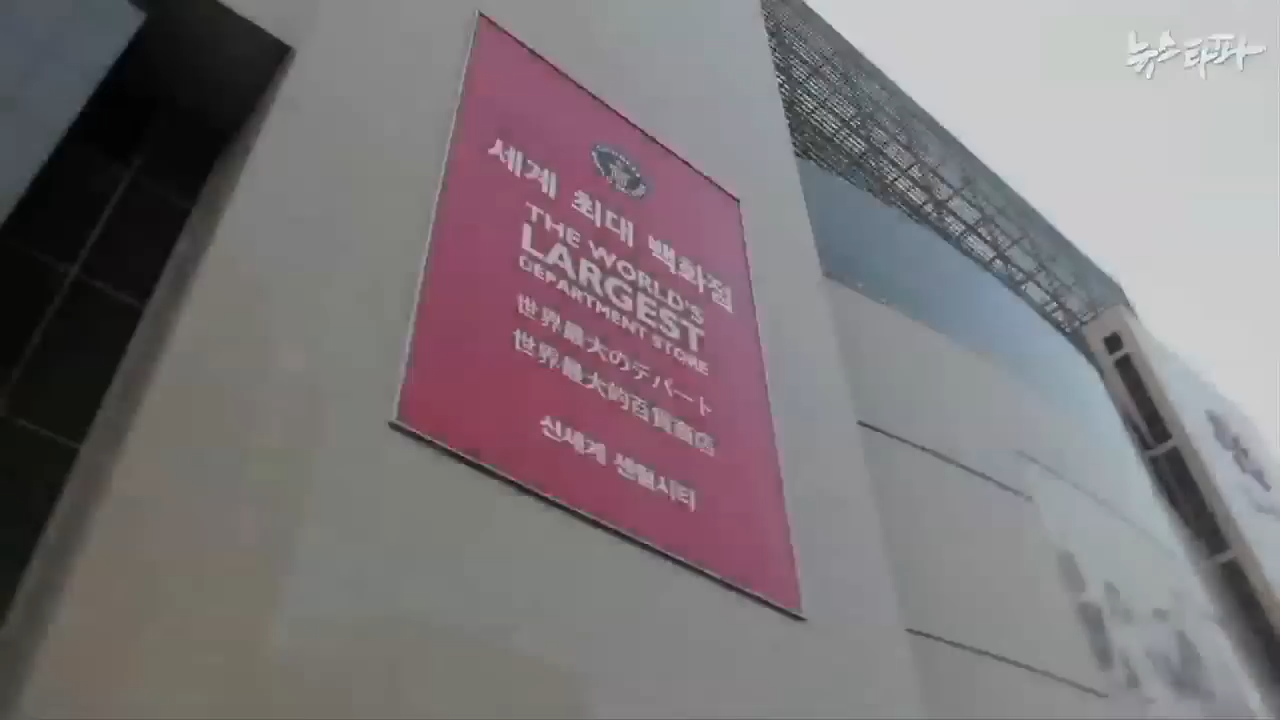 뉴스타파
세계 최대 백화점
THE WORLD'S
LARGEST
DEPARTMENT STORE
世界最大のデパート
世界最大的百貨商店
신세계 센텀시티